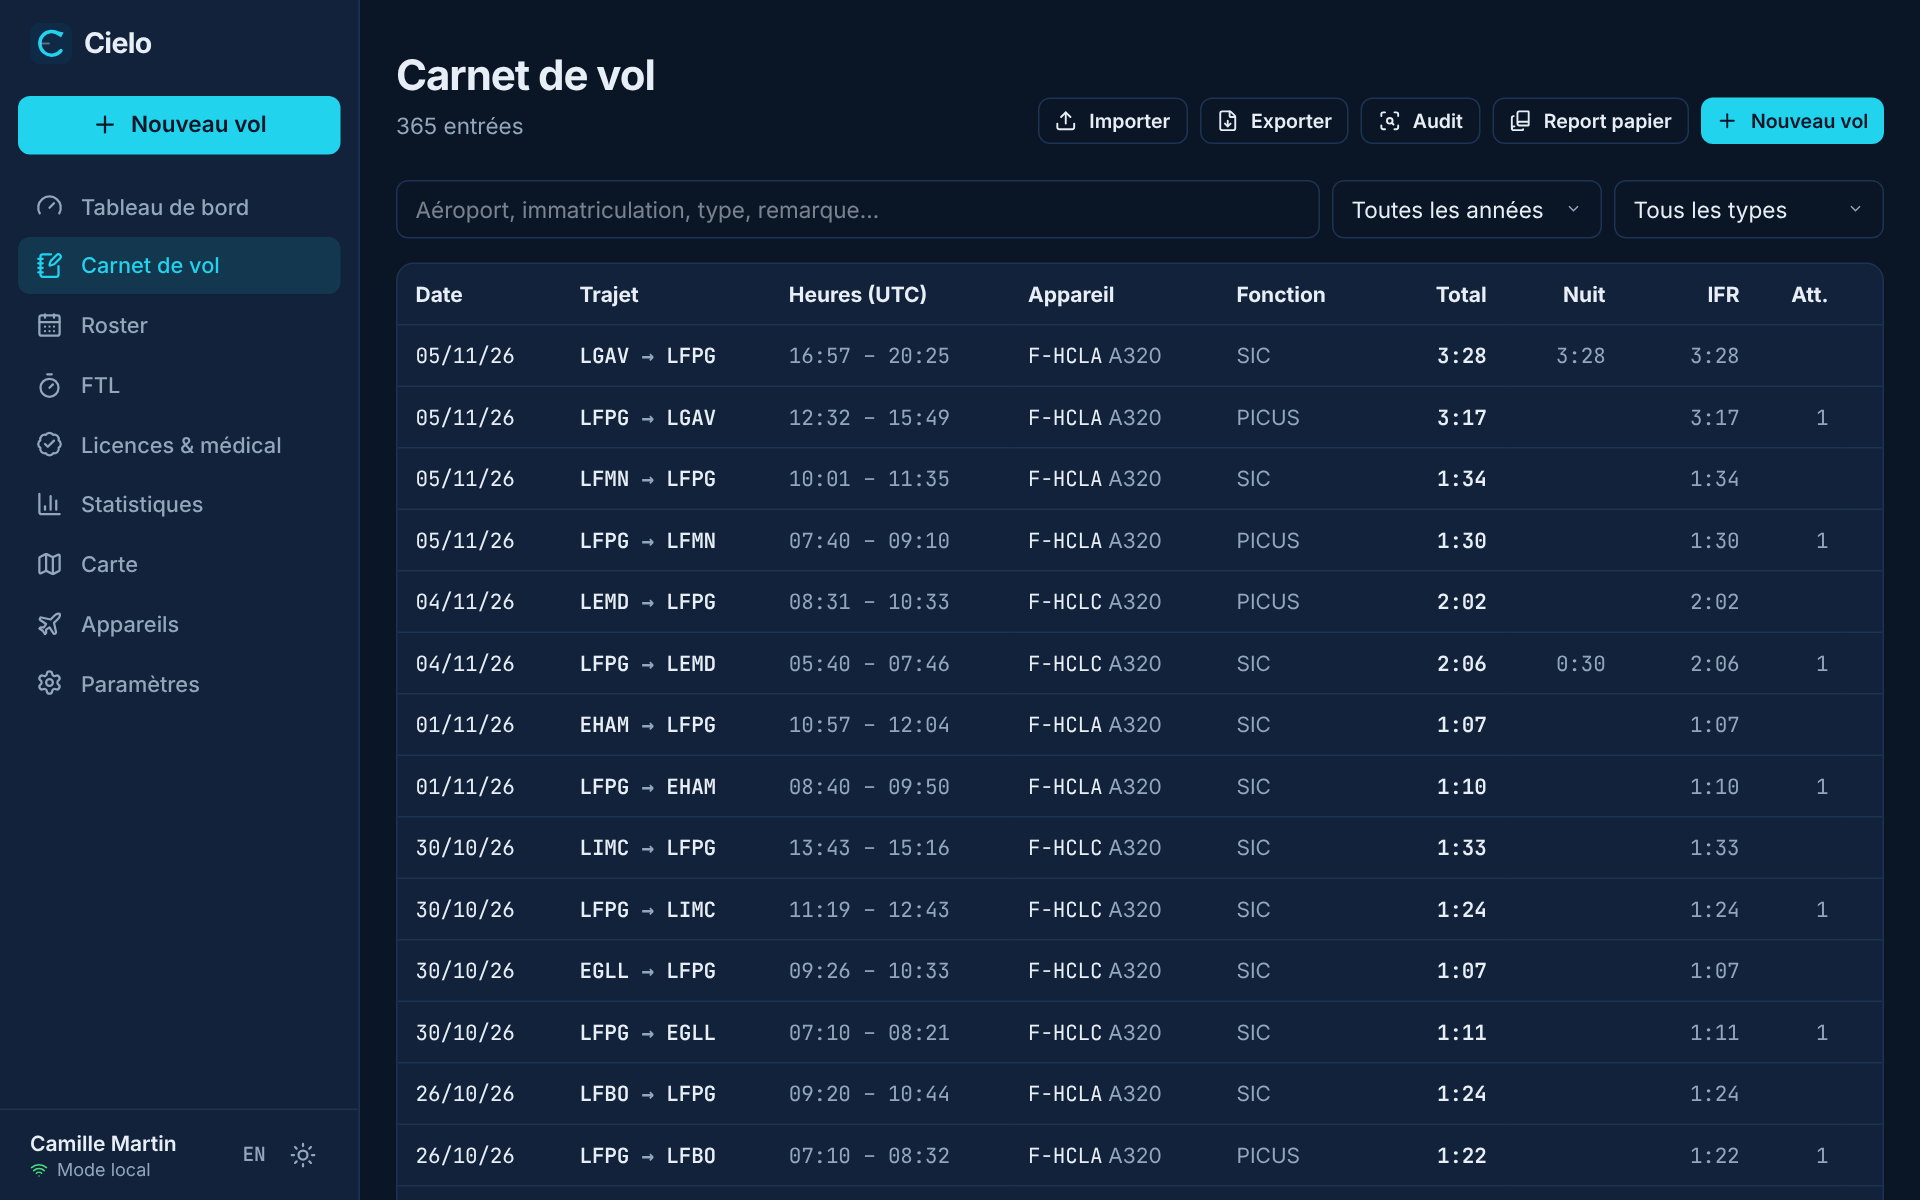 Cielo
Nouveau vol
Tableau de bord
Carnet de vol
Roster
FTL
Licences & médical
Statistiques
Carte
Appareils
Paramètres
Camille Martin
Mode local
EN
Carnet de vol
365 entrées
Importer
Exporter
Audit
Report papier
Nouveau vol
Aéroport, immatriculation, type, remarque...
Toutes les années
Tous les types
Date Trajet Heures (UTC) Appareil Fonction Total Nuit IFR Att.
05/11/26 LGAV → LFPG 16:57 – 20:25 F-HCLA A320 SIC 3:28 3:28 3:28
05/11/26 LFPG → LGAV 12:32 – 15:49 F-HCLA A320 PICUS 3:17 3:17 1
05/11/26 LFMN → LFPG 10:01 – 11:35 F-HCLA A320 SIC 1:34 1:34
05/11/26 LFPG → LFMN 07:40 – 09:10 F-HCLA A320 PICUS 1:30 1:30 1
04/11/26 LEMD → LFPG 08:31 – 10:33 F-HCLC A320 PICUS 2:02 2:02
04/11/26 LFPG → LEMD 05:40 – 07:46 F-HCLC A320 SIC 2:06 0:30 2:06 1
01/11/26 EHAM → LFPG 10:57 – 12:04 F-HCLA A320 SIC 1:07 1:07
01/11/26 LFPG → EHAM 08:40 – 09:50 F-HCLA A320 SIC 1:10 1:10 1
30/10/26 LIMC → LFPG 13:43 – 15:16 F-HCLC A320 SIC 1:33 1:33
30/10/26 LFPG → LIMC 11:19 – 12:43 F-HCLC A320 SIC 1:24 1:24 1
30/10/26 EGLL → LFPG 09:26 – 10:33 F-HCLC A320 SIC 1:07 1:07
30/10/26 LFPG → EGLL 07:10 – 08:21 F-HCLC A320 SIC 1:11 1:11 1
26/10/26 LFBO → LFPG 09:20 – 10:44 F-HCLA A320 SIC 1:24 1:24
26/10/26 LFPG → LFBO 07:10 – 08:32 F-HCLA A320 PICUS 1:22 1:22 1